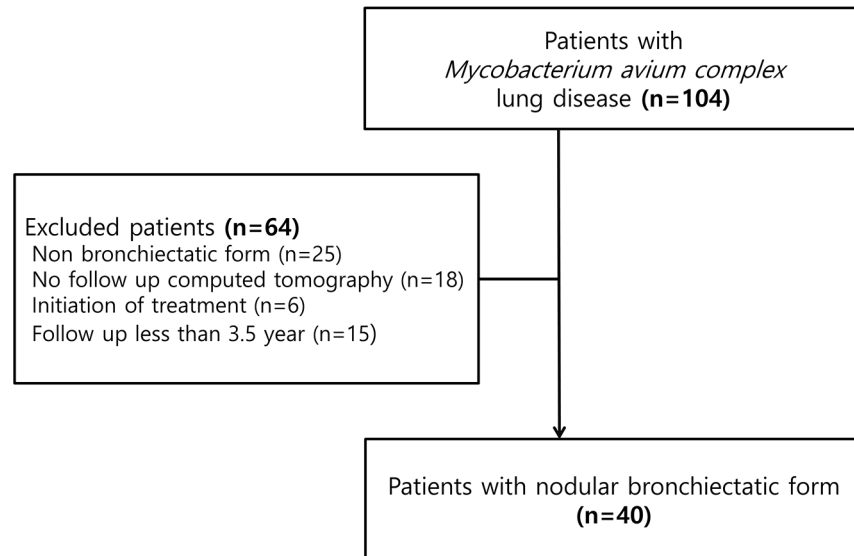 Patients with
Mycobacterium avium complex
lung disease (n=104)
Excluded patients (n=64)
Non bronchiectatic form (n=25)
No follow up computed tomography (n=18)
Initiation of treatment (n=6)
Follow up less than 3.5 year (n=15)
Patients with nodular bronchiectatic form
(n=40)